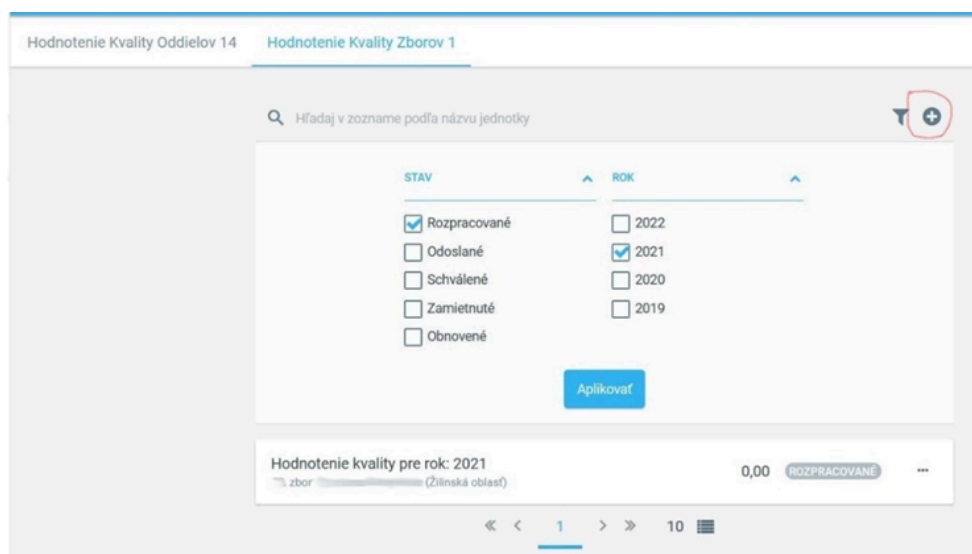 Hodnotenie Kvality Oddielov 14 Hodnotenie Kvality Zborov 1
Hľadaj v zozname podľa názvu jednotky
STAV ROK
Rozpracované 2022
Odoslané 2021
Schválené 2020
Zamietnuté 2019
Obnovené
Aplikovať
Hodnotenie kvality pre rok: 2021
0,00 ROZPRACOVANÉ
zbor (Žilinská oblasť)
1 10